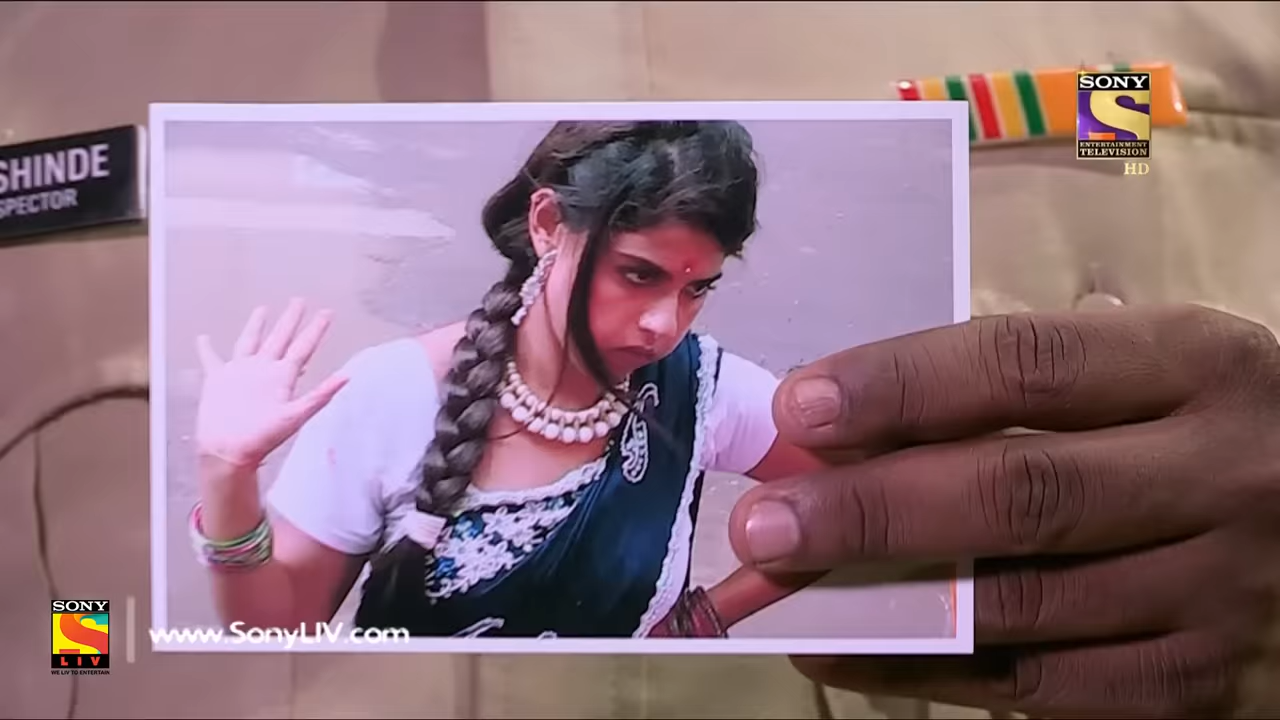 SHINDE
SPECTOR
SONY
ENTERTAINMENT
TELEVISION
HD
SONY
LIV
WE LIV TO ENTERTAIN
www.SonyLIV.com